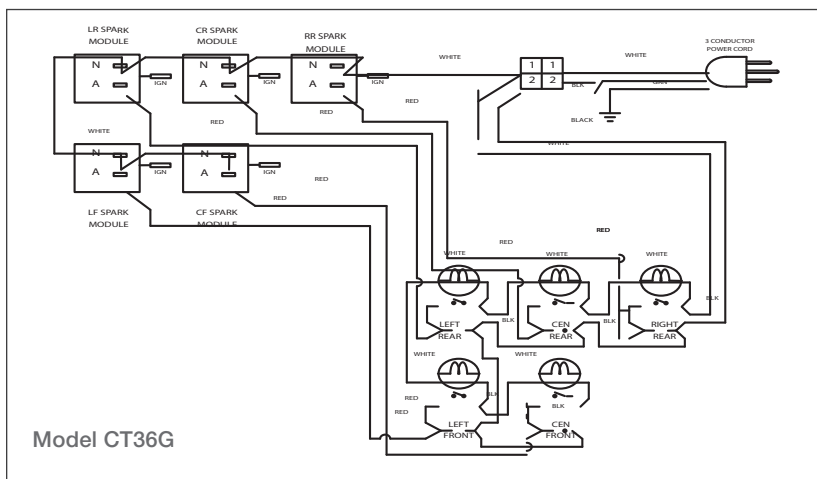 LR SPARK
MODULE
CR SPARK
MODULE
RR SPARK
MODULE
3 CONDUCTOR
POWER CORD
WHITE
WHITE
N
A
IGN
N
A
IGN
N
A
IGN
1 1
2 2
BLK
RED
RED
RED
BLACK
WHITE
WHITE
N
A
IGN
N
A
IGN
RED
RED
LF SPARK
MODULE
CF SPARK
MODULE
RED
RED
WHITE
WHITE
WHITE
BLK
BLK
BLK
LEFT
REAR
CEN
REAR
RIGHT
REAR
WHITE
WHITE
RED
BLK
BLK
RED
LEFT
FRONT
CEN
FRONT
Model CT36G